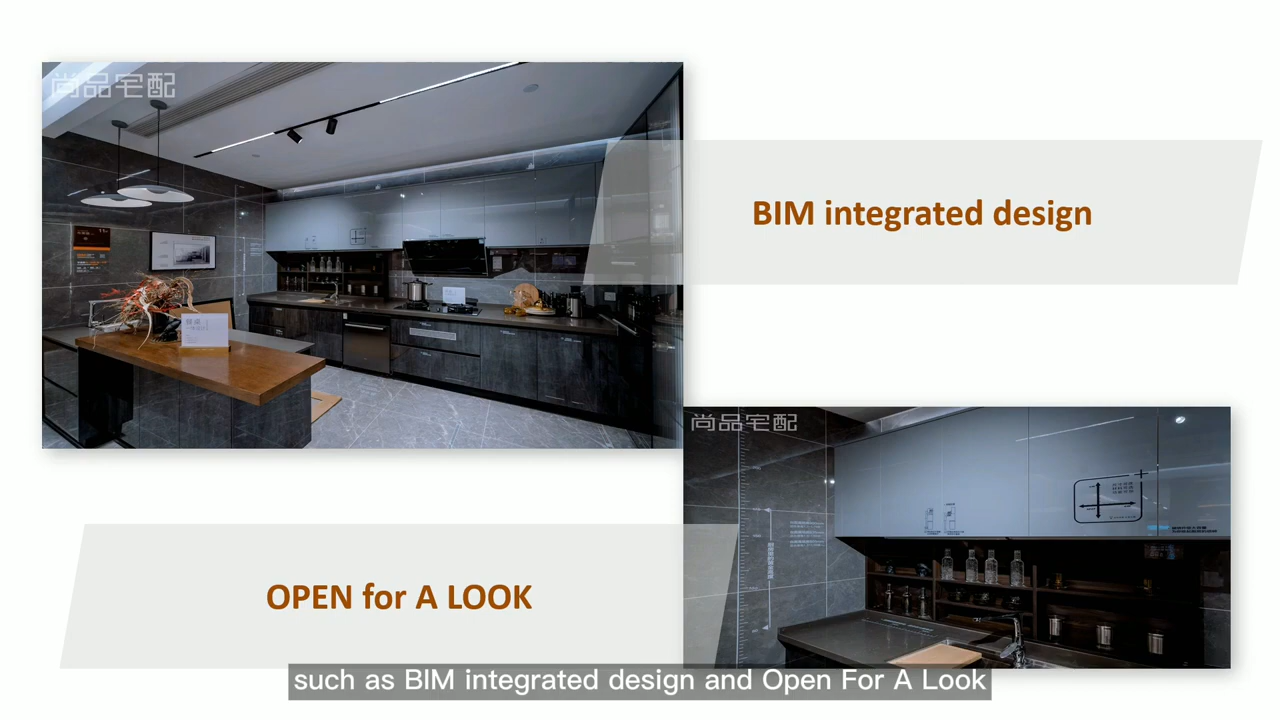 尚品宅配
BIM integrated design
尚品宅配
OPEN for A LOOK
such as BIM integrated design and Open For A Look